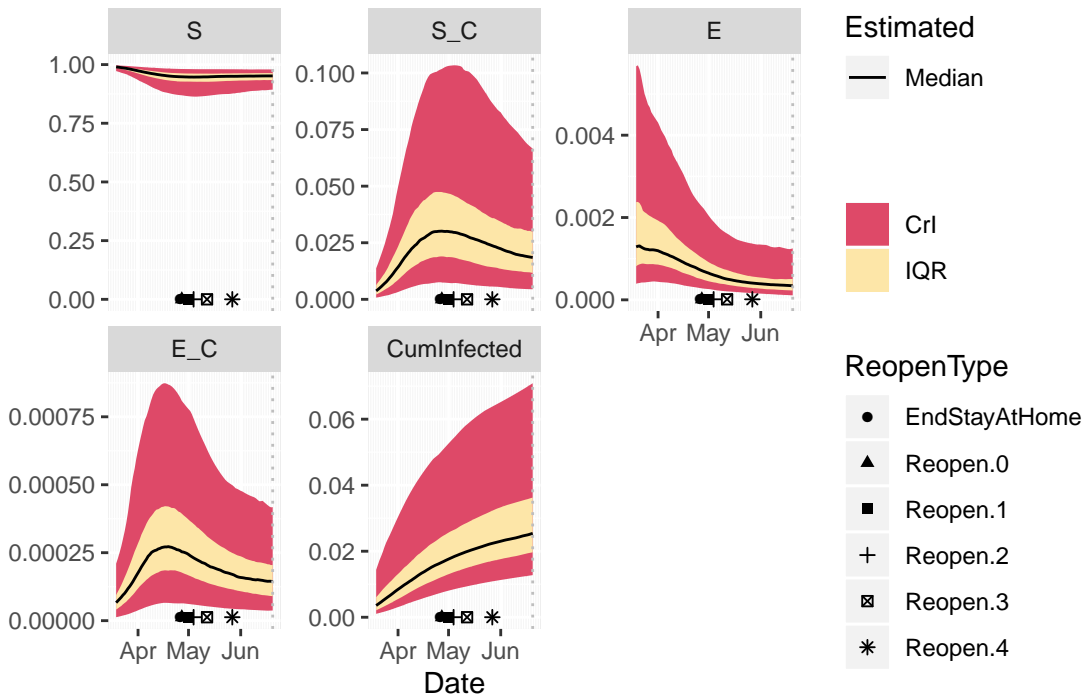 S
S_C
E
1.00
0.75
0.50
0.25
0.00
0.100
0.075
0.050
0.025
0.000
0.004
0.002
0.000
Apr May Jun
E_C
CumInfected
0.00075
0.00050
0.00025
0.00000
Apr May Jun
0.06
0.04
0.02
0.00
Apr May Jun
Date
Estimated
Median
CrI
IQR
ReopenType
EndStayAtHome
Reopen.0
Reopen.1
Reopen.2
Reopen.3
Reopen.4